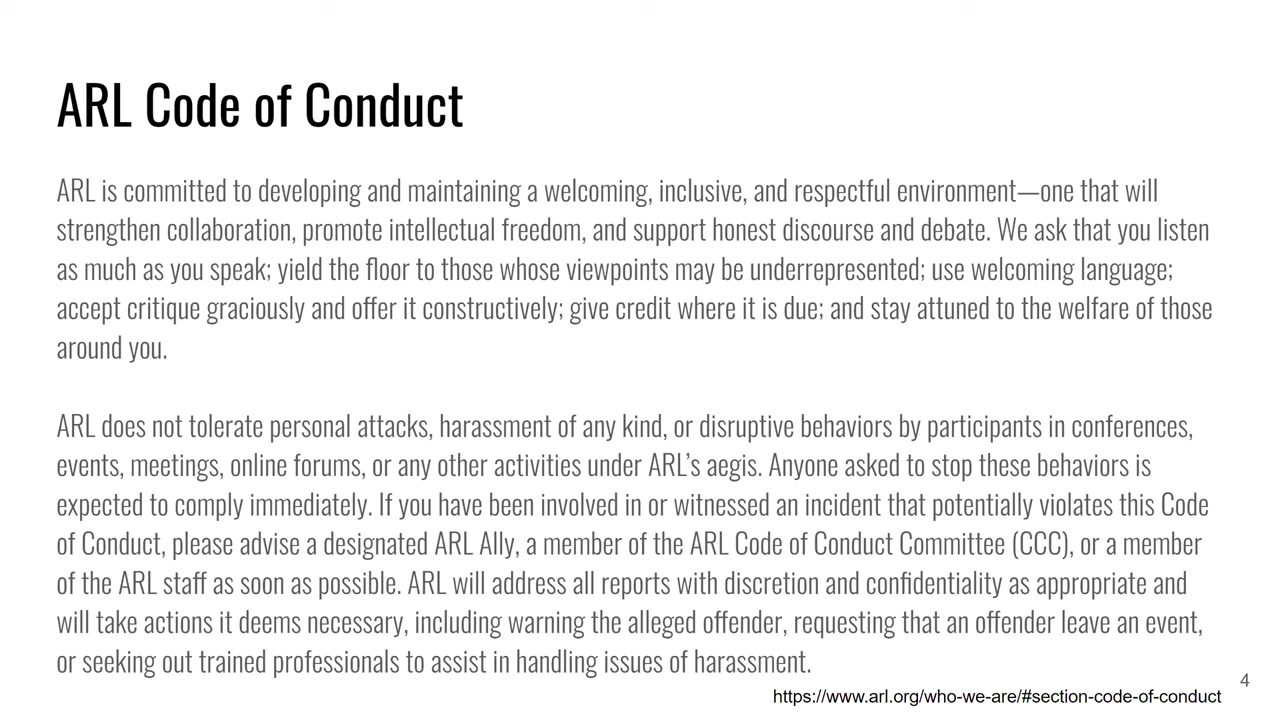 ARL Code of Conduct
ARL is committed to developing and maintaining a welcoming, inclusive, and respectful environment—one that will
strengthen collaboration, promote intellectual freedom, and support honest discourse and debate. We ask that you listen
as much as you speak; yield the floor to those whose viewpoints may be underrepresented; use welcoming language;
accept critique graciously and offer it constructively; give credit where it is due; and stay attuned to the welfare of those
around you.
ARL does not tolerate personal attacks, harassment of any kind, or disruptive behaviors by participants in conferences,
events, meetings, online forums, or any other activities under ARL’s aegis. Anyone asked to stop these behaviors is
expected to comply immediately. If you have been involved in or witnessed an incident that potentially violates this Code
of Conduct, please advise a designated ARL Ally, a member of the ARL Code of Conduct Committee (CCC), or a member
of the ARL staff as soon as possible. ARL will address all reports with discretion and confidentiality as appropriate and
will take actions it deems necessary, including warning the alleged offender, requesting that an offender leave an event,
or seeking out trained professionals to assist in handling issues of harassment.
4
https://www.arl.org/who-we-are/#section-code-of-conduct